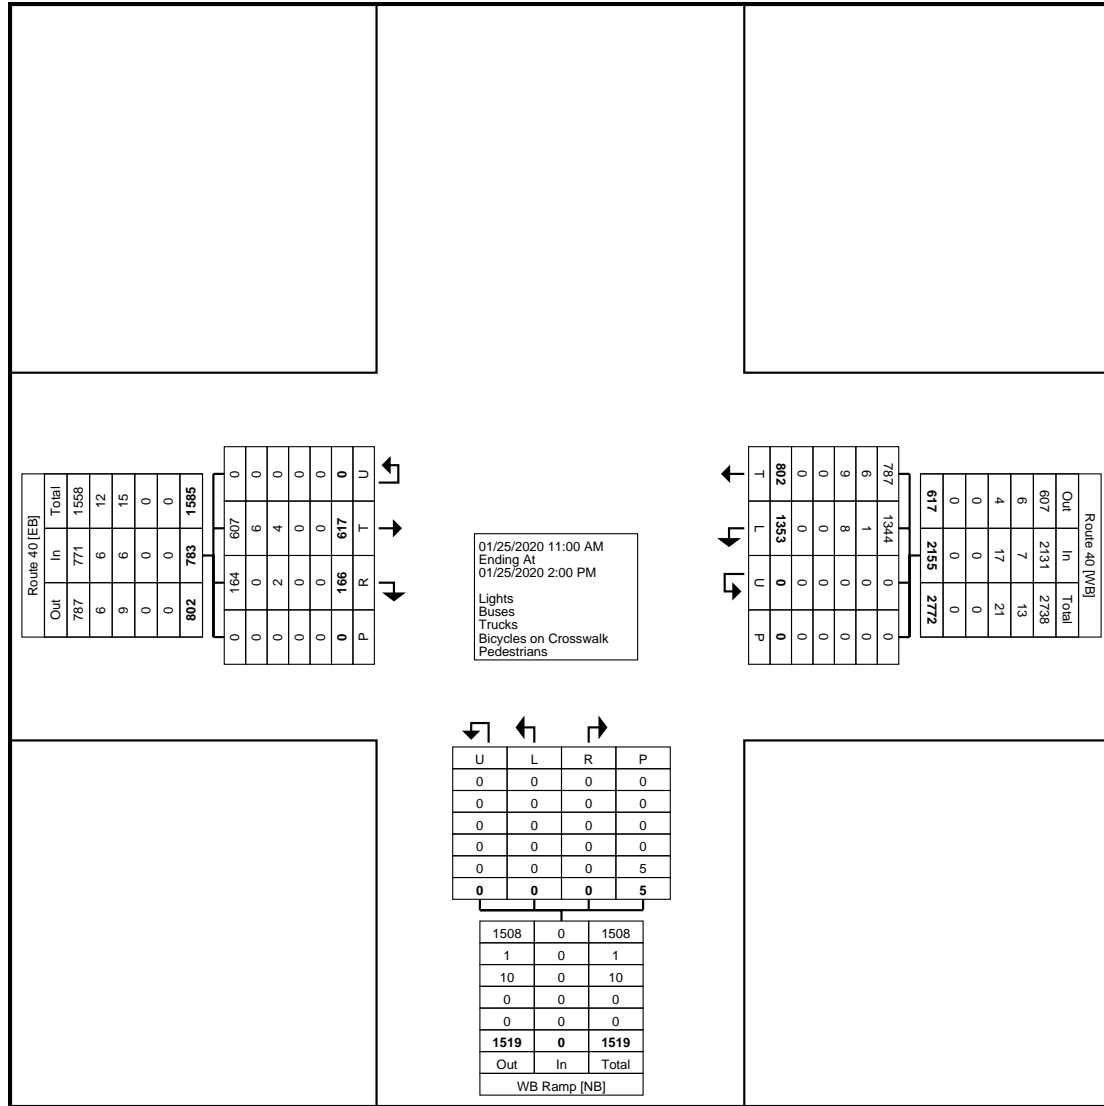 Total 1558 12 15 0 0 1585
In 771 6 6 0 0 783
Out 787 6 9 0 0 802
Route 40 [EB]
0 0 0 0 0 0 U
607 6 4 0 0 617 T
164 0 2 0 0 166 R
0 0 0 0 0 0 P
01/25/2020 11:00 AM
Ending At
01/25/2020 2:00 PM
Lights
Buses
Trucks
Bicycles on Crosswalk
Pedestrians
787 1344 0 0
6 1 0 0
9 8 0 0
0 0 0 0
0 0 0 0
802 1353 0 0
T L U P
Route 40 [WB]
Out In Total
607 2131 2738
6 7 13
4 17 21
0 0 0
0 0 0
617 2155 2772
U L R P
0 0 0 0
0 0 0 0
0 0 0 0
0 0 0 0
0 0 0 5
0 0 0 5
1508 0 1508
1 0 1
10 0 10
0 0 0
0 0 0
1519 0 1519
Out In Total
WB Ramp [NB]